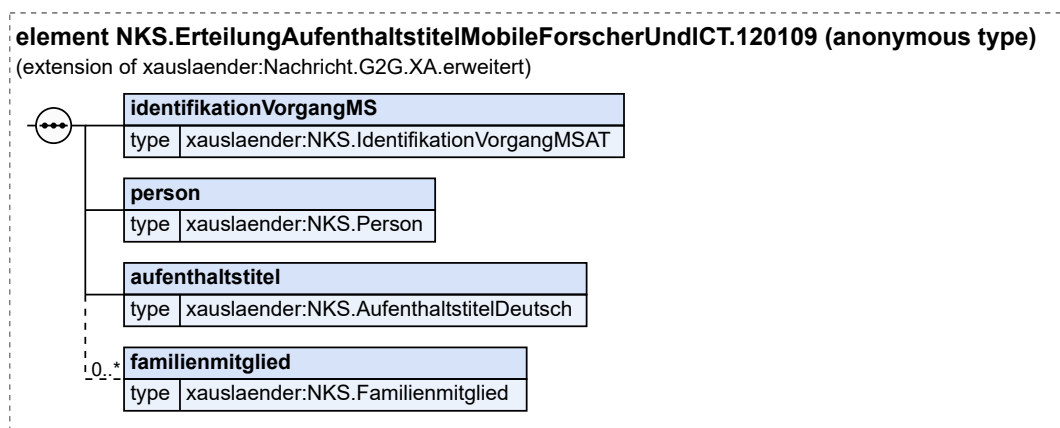 element NKS.ErteilungAufenthaltstitelMobileForscherUndICT.120109 (anonymous type)
(extension of xauslaender:Nachricht.G2G.XA.erweitert)
identifikationVorgangMS
type xauslaender:NKS.IdentifikationVorgangMSAT
person
type xauslaender:NKS.Person
aufenthaltstitel
type xauslaender:NKS.AufenthaltstitelDeutsch
0..* familienmitglied
type xauslaender:NKS.Familienmitglied